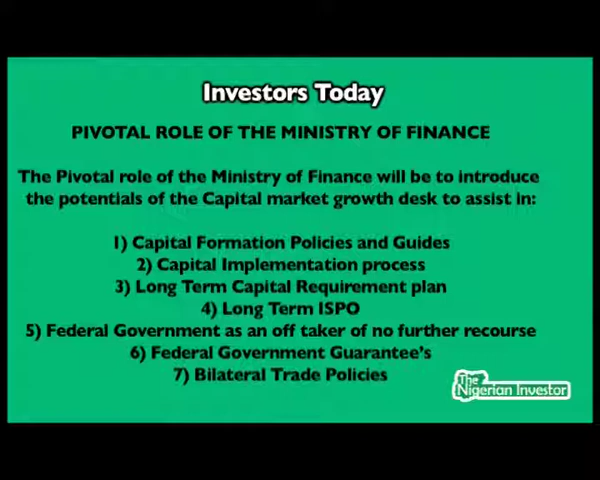 Investors Today
PIVOTAL ROLE OF THE MINISTRY OF FINANCE
The Pivotal role of the Ministry of Finance will be to introduce
the potentials of the Capital market growth desk to assist in:
1) Capital Formation Policies and Guides
2) Capital Implementation process
3) Long Term Capital Requirement plan
4) Long Term ISPO
5) Federal Government as an off taker of no further recourse
6) Federal Government Guarantee's
7) Bilateral Trade Policies
The
Nigerian Investor